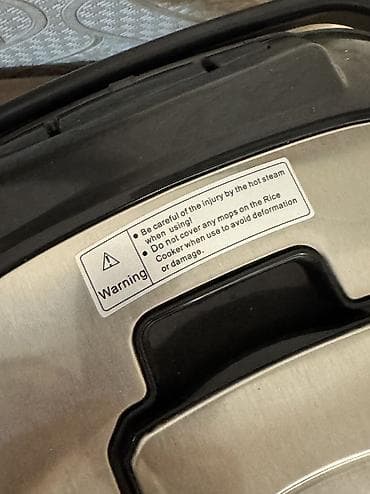 Warning
• Be careful of the injury by the hot steam
when using!
• Do not cover any mops on the Rice
Cooker when use to avoid deformation
or damage.